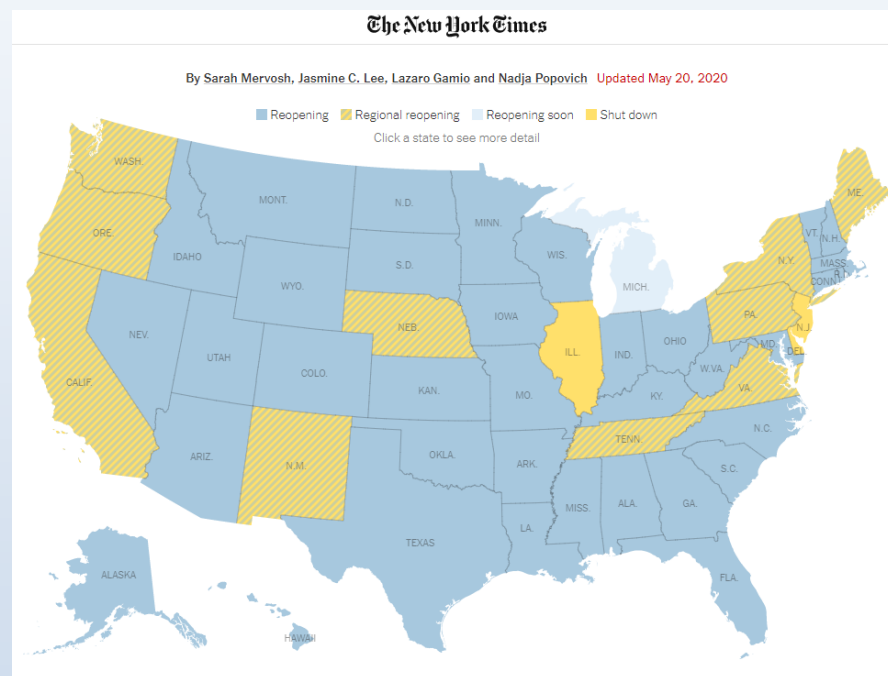 The New York Times
By Sarah Mervosh, Jasmine C. Lee, Lazaro Gamio and Nadja Popovich Updated May 20, 2020
Reopening Regional reopening Reopening soon Shut down
Click a state to see more detail
WASH.
MONT.
N.D.
MINN.
ME.
ORE.
IDAHO
S.D.
WIS.
VT.
N.H.
WYO.
MICH.
N.Y.
MASS.
R.I.
CONN.
NEV.
NEB.
IOWA
PA.
N.J.
UTAH
COLO.
ILL.
IND.
OHIO
MD.
DEL.
CALIF.
KAN.
MO.
KY.
W.VA.
VA.
ARIZ.
N.M.
OKLA.
ARK.
TENN.
N.C.
S.C.
TEXAS
LA.
MISS.
ALA.
GA.
ALASKA
HAWAII
FLA.